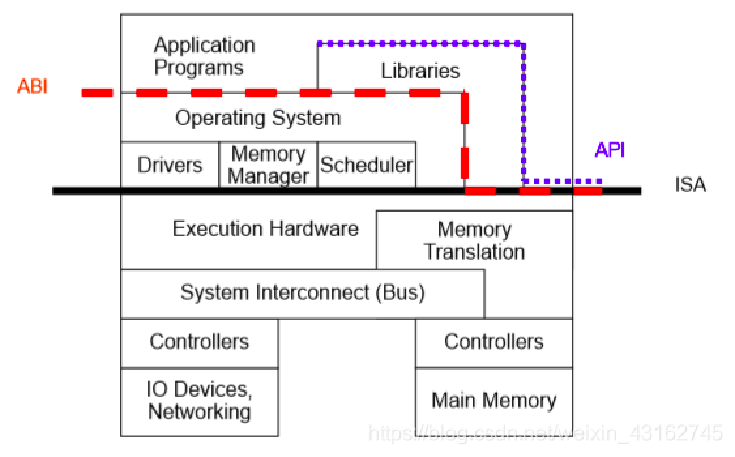 Application
Programs
Libraries
ABI
Operating System
API
Drivers
Memory
Manager
Scheduler
ISA
Execution Hardware
Memory
Translation
System Interconnect (Bus)
Controllers
Controllers
IO Devices,
Networking
Main Memory
https://blog.csdn.net/weixin_43162745